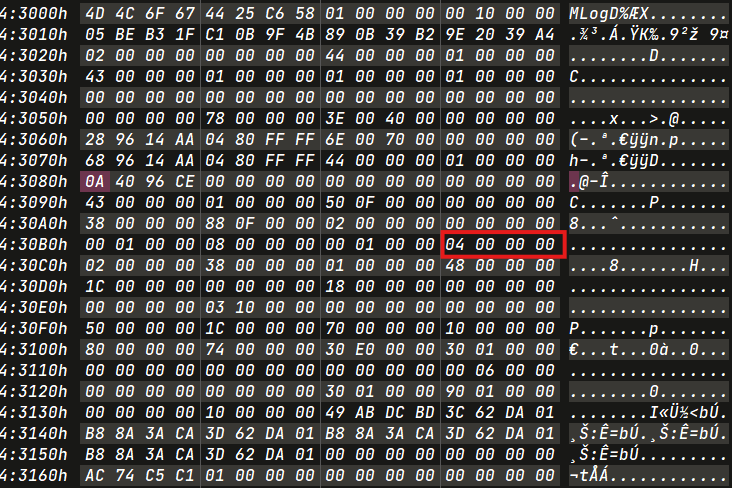 4:3000h 4D 4C 6F 67 44 25 C6 58 01 00 00 00 00 10 00 00 MLogD%ÆX........
4:3010h 05 BE B3 1F C1 0B 9F 4B 89 0B 39 B2 9E 20 39 A4 .¾³.Á.ŸK‰.9²ž 9¤
4:3020h 02 00 00 00 00 00 00 00 44 00 00 00 01 00 00 00 ........D.......
4:3030h 43 00 00 00 01 00 00 00 01 00 00 00 01 00 00 00 C...............
4:3040h 00 00 00 00 00 00 00 00 00 00 00 00 00 00 00 00 ................
4:3050h 00 00 00 00 78 00 00 00 3E 00 40 00 00 00 00 00 ....x...>.@.....
4:3060h 28 96 14 AA 04 80 FF FF 6E 00 70 00 00 00 00 00 (–.ª.€ÿÿn.p.....
4:3070h 68 96 14 AA 04 80 FF FF 44 00 00 00 01 00 00 00 h–.ª.€ÿÿD.......
4:3080h 0A 40 96 CE 00 00 00 00 00 00 00 00 00 00 00 00 .@–Î............
4:3090h 43 00 00 00 01 00 00 00 50 0F 00 00 00 00 00 00 C.......P.......
4:30A0h 38 00 00 00 88 0F 00 00 02 00 00 00 00 00 00 00 8...ˆ...........
4:30B0h 00 01 00 00 08 00 00 00 00 01 00 00 04 00 00 00 ................
4:30C0h 02 00 00 00 38 00 00 00 01 00 00 00 48 00 00 00 ....8.......H...
4:30D0h 1C 00 00 00 00 00 00 00 18 00 00 00 00 00 00 00 ................
4:30E0h 00 00 00 00 03 10 00 00 00 00 00 00 00 00 00 00 ................
4:30F0h 50 00 00 00 1C 00 00 00 70 00 00 00 10 00 00 00 P.......p.......
4:3100h 80 00 00 00 74 00 00 00 30 E0 00 00 30 01 00 00 €...t...0à..0...
4:3110h 00 00 00 00 00 00 00 00 00 00 00 00 06 00 00 00 ................
4:3120h 00 00 00 00 00 00 00 00 30 01 00 00 90 01 00 00 ........0.......
4:3130h 00 00 00 00 10 00 00 00 49 AB DC BD 3C 62 DA 01 ........I«Ü½<bÚ.
4:3140h B8 8A 3A CA 3D 62 DA 01 B8 8A 3A CA 3D 62 DA 01 ¸Š:Ê=bÚ.¸Š:Ê=bÚ.
4:3150h B8 8A 3A CA 3D 62 DA 01 00 00 00 00 00 00 00 00 ¸Š:Ê=bÚ.........
4:3160h AC 74 C5 C1 01 00 00 00 00 00 00 00 00 00 00 00 ¬tÅÁ............